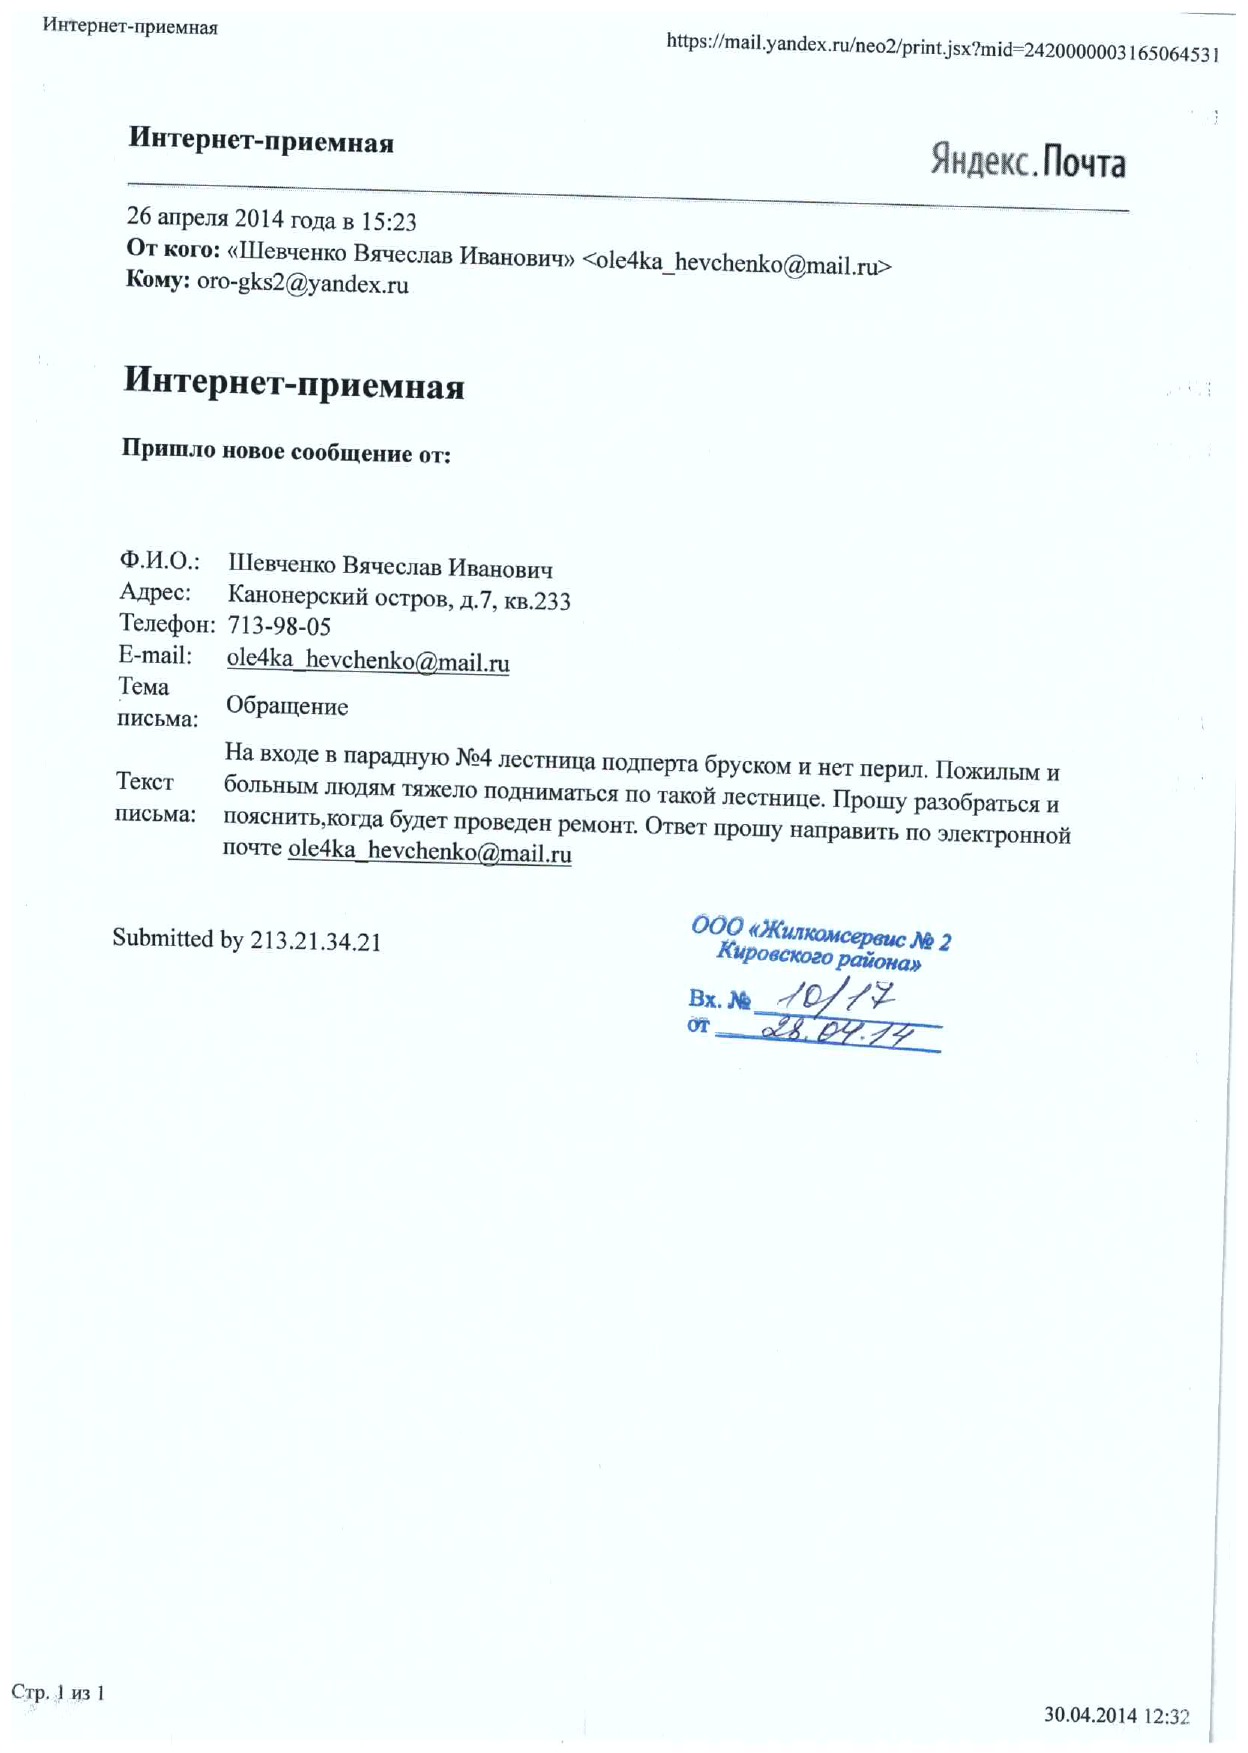 Интернет-приемная
https://mail.yandex.ru/neo2/print.jsx?mid=2420000003165064531
Интернет-приемная
Яндекс.Почта
26 апреля 2014 года в 15:23
От кого: «Шевченко Вячеслав Иванович» <ole4ka_hevchenko@mail.ru>
Кому: oro-gks2@yandex.ru
Интернет-приемная
Пришло новое сообщение от:
Ф.И.О.: Шевченко Вячеслав Иванович
Адрес: Канонерский остров, д.7, кв.233
Телефон: 713-98-05
E-mail: ole4ka_hevchenko@mail.ru
Тема
письма: Обращение
На входе в парадную №4 лестница подперта бруском и нет перил. Пожилым и
Текст больным людям тяжело подниматься по такой лестнице. Прошу разобраться и
письма: пояснить,когда будет проведен ремонт. Ответ прошу направить по электронной
почте ole4ka_hevchenko@mail.ru
Submitted by 213.21.34.21
ООО «Жилкомсервис № 2
Кировского района»
Вх. № 10/17
от 28.04.14
Стр. 1 из 1
30.04.2014 12:32